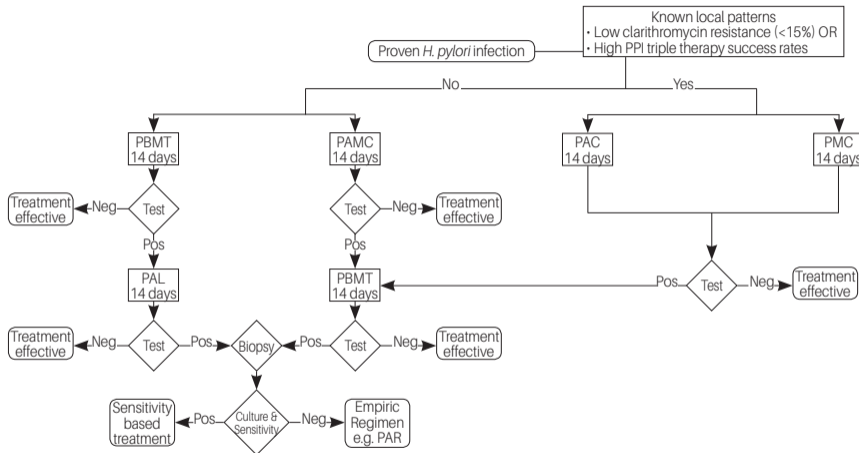 Known local patterns
• Low clarithromycin resistance (<15%) OR
• High PPI triple therapy success rates
Proven H. pylori infection
No
Yes
PBMT
14 days
PAMC
14 days
PAC
14 days
PMC
14 days
Treatment
effective
Neg
Test
Test
Neg
Treatment
effective
Pos
Pos
PAL
14 days
PBMT
14 days
Pos
Test
Neg
Treatment
effective
Treatment
effective
Neg
Test
Pos
Biopsy
Pos
Test
Neg
Treatment
effective
Sensitivity
based
treatment
Pos
Culture &
Sensitivity
Neg
Empiric
Regimen
e.g. PAR